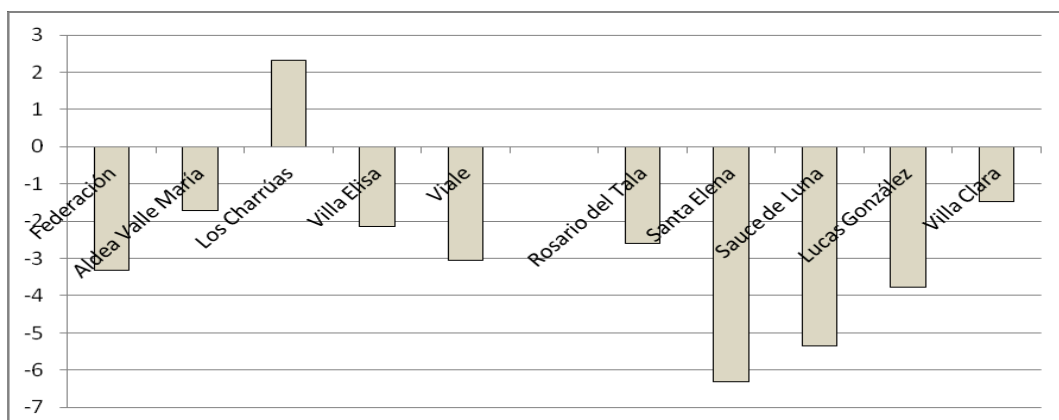 3
2
1
0
-1
-2
-3
-4
-5
-6
-7
Federación
Aldea Valle María
Los Charrúas
Villa Elisa
Viale
Rosario del Tala
Santa Elena
Sauce de Luna
Lucas González
Villa Clara